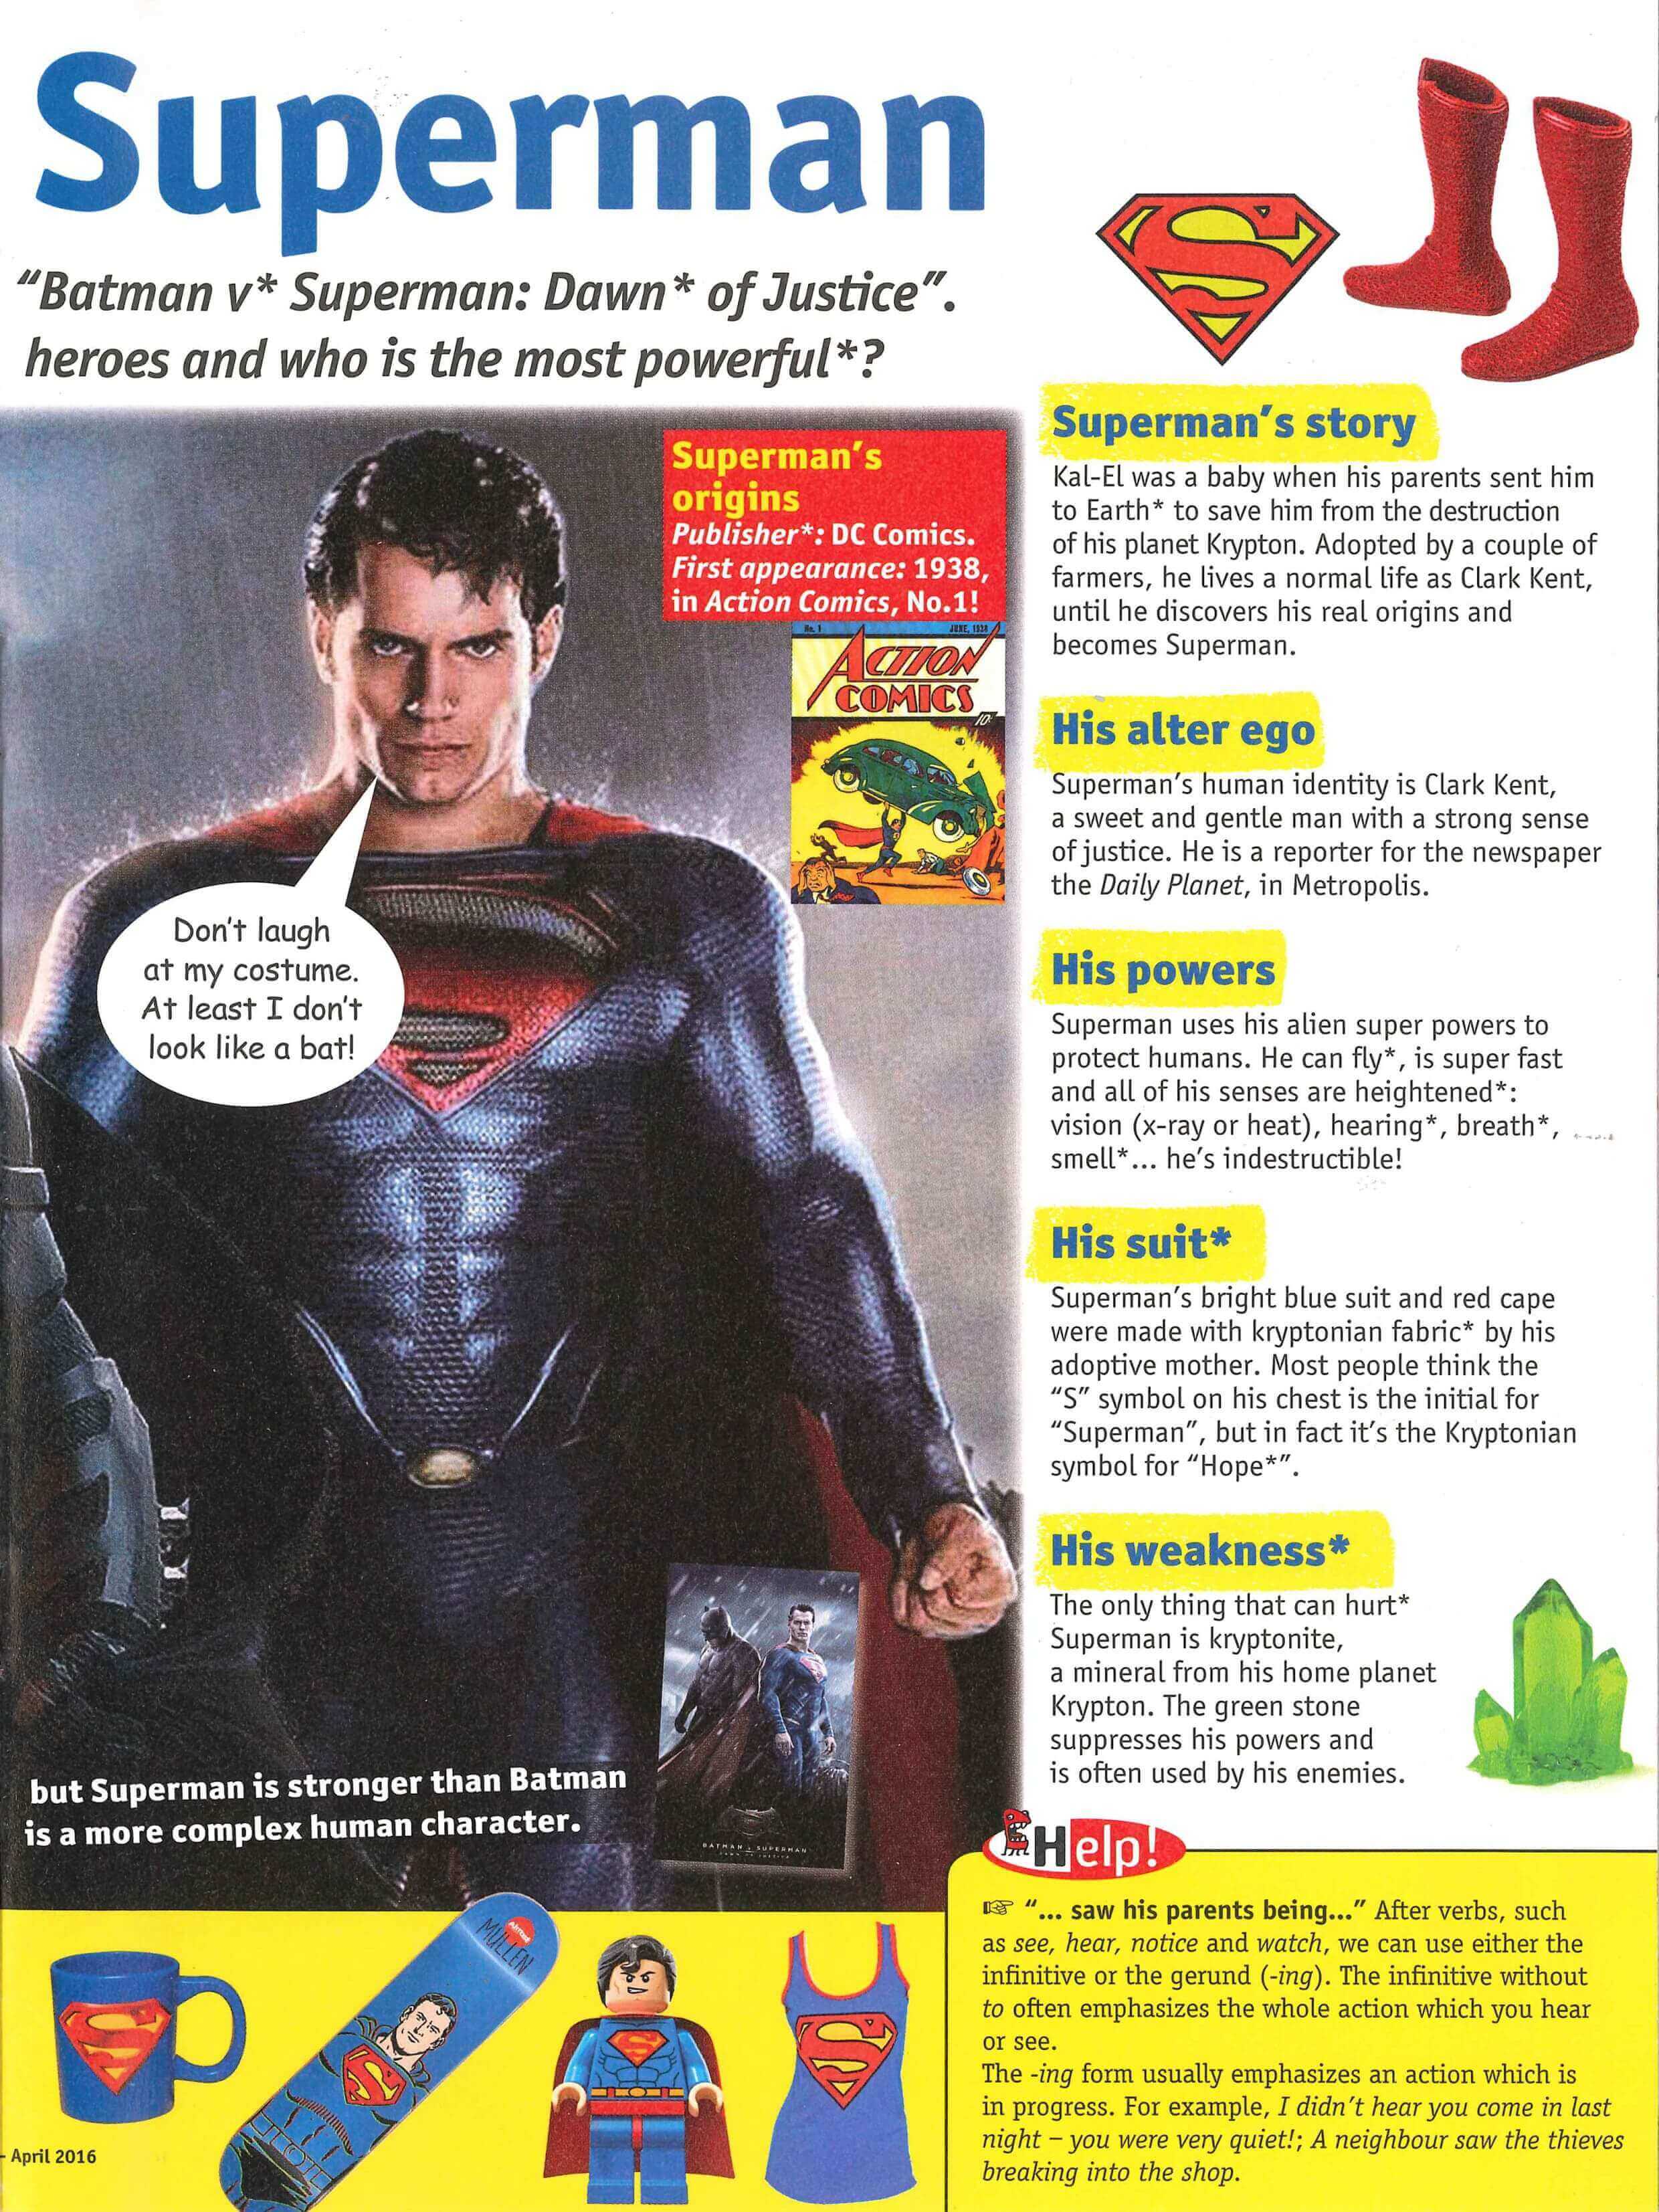 Superman
“Batman v* Superman: Dawn* of Justice”.
heroes and who is the most powerful*?
Superman’s
origins
Publisher*: DC Comics.
First appearance: 1938,
in Action Comics, No.1!
No. 1
JUNE, 1938
ACTION
COMICS
10¢
Don’t laugh
at my costume.
At least I don’t
look like a bat!
but Superman is stronger than Batman
is a more complex human character.
BATMAN v SUPERMAN
DAWN OF JUSTICE
Superman’s story
Kal-El was a baby when his parents sent him
to Earth* to save him from the destruction
of his planet Krypton. Adopted by a couple of
farmers, he lives a normal life as Clark Kent,
until he discovers his real origins and
becomes Superman.
His alter ego
Superman’s human identity is Clark Kent,
a sweet and gentle man with a strong sense
of justice. He is a reporter for the newspaper
the Daily Planet, in Metropolis.
His powers
Superman uses his alien super powers to
protect humans. He can fly*, is super fast
and all of his senses are heightened*:
vision (x-ray or heat), hearing*, breath*,
smell*... he’s indestructible!
His suit*
Superman’s bright blue suit and red cape
were made with kryptonian fabric* by his
adoptive mother. Most people think the
“S” symbol on his chest is the initial for
“Superman”, but in fact it’s the Kryptonian
symbol for “Hope*”.
His weakness*
The only thing that can hurt*
Superman is kryptonite,
a mineral from his home planet
Krypton. The green stone
suppresses his powers and
is often used by his enemies.
Help!
☞ “... saw his parents being...” After verbs, such
as see, hear, notice and watch, we can use either the
infinitive or the gerund (-ing). The infinitive without
to often emphasizes the whole action which you hear
or see.
The -ing form usually emphasizes an action which is
in progress. For example, I didn’t hear you come in last
night – you were very quiet!; A neighbour saw the thieves
breaking into the shop.
Almost
MULLEN
- April 2016